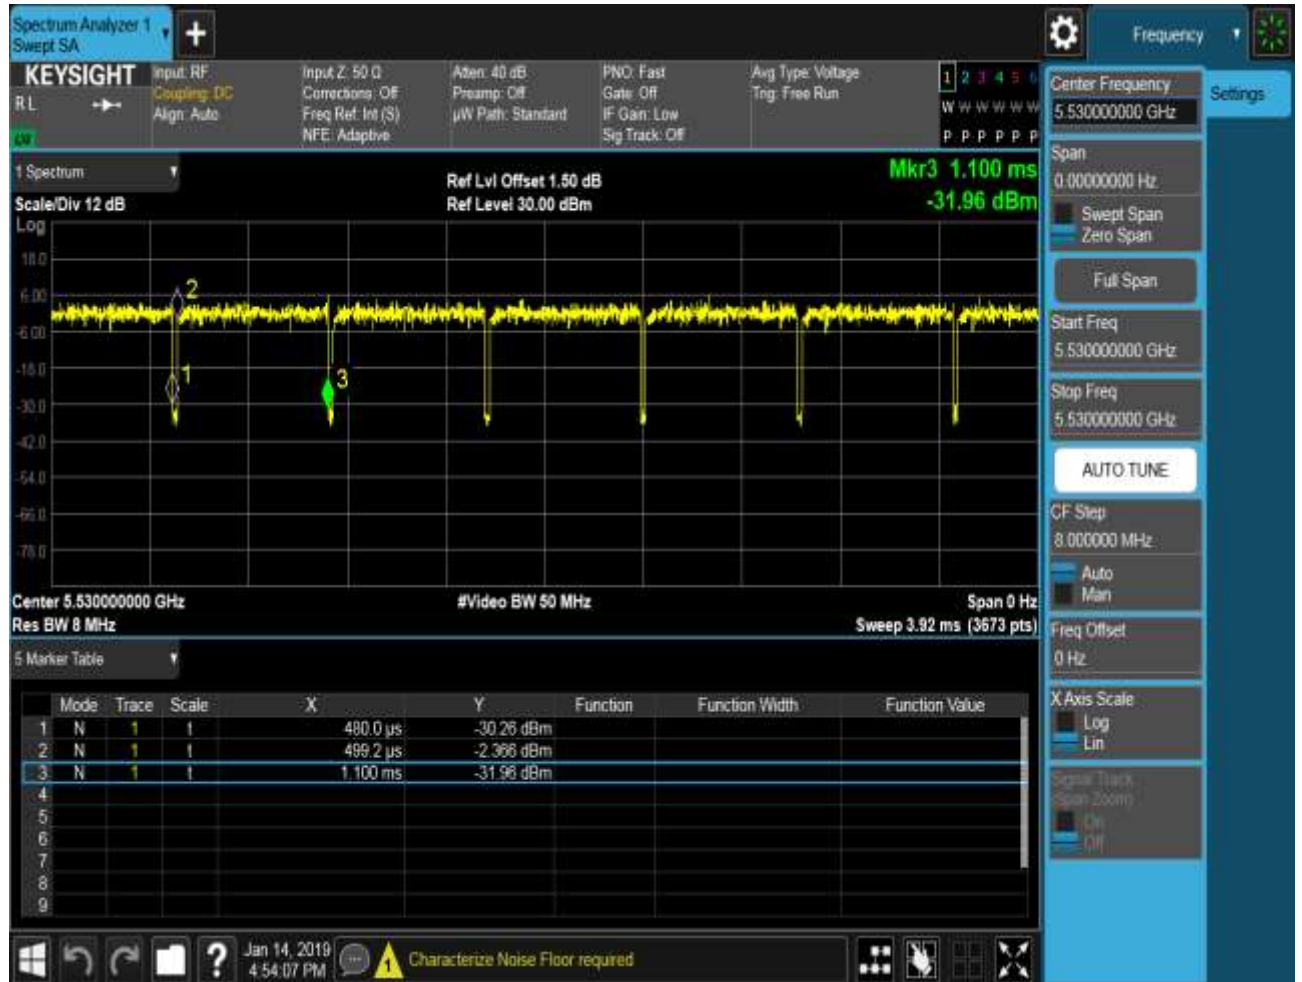 Spectrum Analyzer 1
Swept SA
+
Frequency
KEYSIGHT
R L
Input: RF
Coupling: DC
Align: Auto
Input Z: 50 Ω
Corrections: Off
Freq Ref: Int (S)
NFE: Adaptive
Atten: 40 dB
Preamp: Off
µW Path: Standard
PNO: Fast
Gate: Off
IF Gain: Low
Sig Track: Off
Avg Type: Voltage
Trig: Free Run
1 2 3 4 5 6
W W W W W W
P P P P P P
1 Spectrum
Scale/Div 12 dB
Log
Ref Lvl Offset 1.50 dB
Ref Level 30.00 dBm
Mkr3 1.100 ms
-31.96 dBm
18.0
6.00
-6.00
-18.0
-30.0
-42.0
-54.0
-66.0
-78.0
2
1
3
Center 5.530000000 GHz
#Video BW 50 MHz
Span 0 Hz
Res BW 8 MHz
Sweep 3.92 ms (3673 pts)
5 Marker Table
Mode Trace Scale X Y Function Function Width Function Value
1 N 1 t 480.0 µs -30.26 dBm
2 N 1 t 499.2 µs -2.366 dBm
3 N 1 t 1.100 ms -31.96 dBm
4
5
6
7
8
9
Jan 14, 2019
4:54:07 PM
?
1
Characterize Noise Floor required
Center Frequency
5.530000000 GHz
Settings
Span
0.00000000 Hz
Swept Span
Zero Span
Full Span
Start Freq
5.530000000 GHz
Stop Freq
5.530000000 GHz
AUTO TUNE
CF Step
8.000000 MHz
Auto
Man
Freq Offset
0 Hz
X Axis Scale
Log
Lin
Signal Track
(Span Zoom)
On
Off